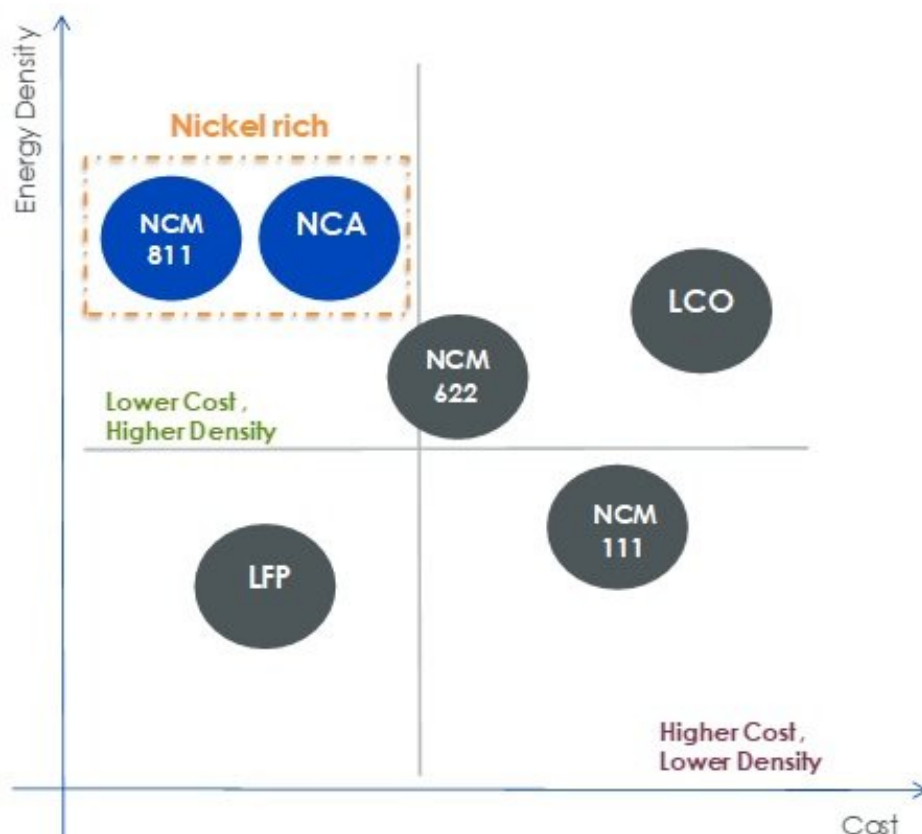 Energy Density
Nickel rich
NCM
811
NCA
LCO
NCM
622
Lower Cost,
Higher Density
NCM
111
LFP
Higher Cost,
Lower Density
Cost